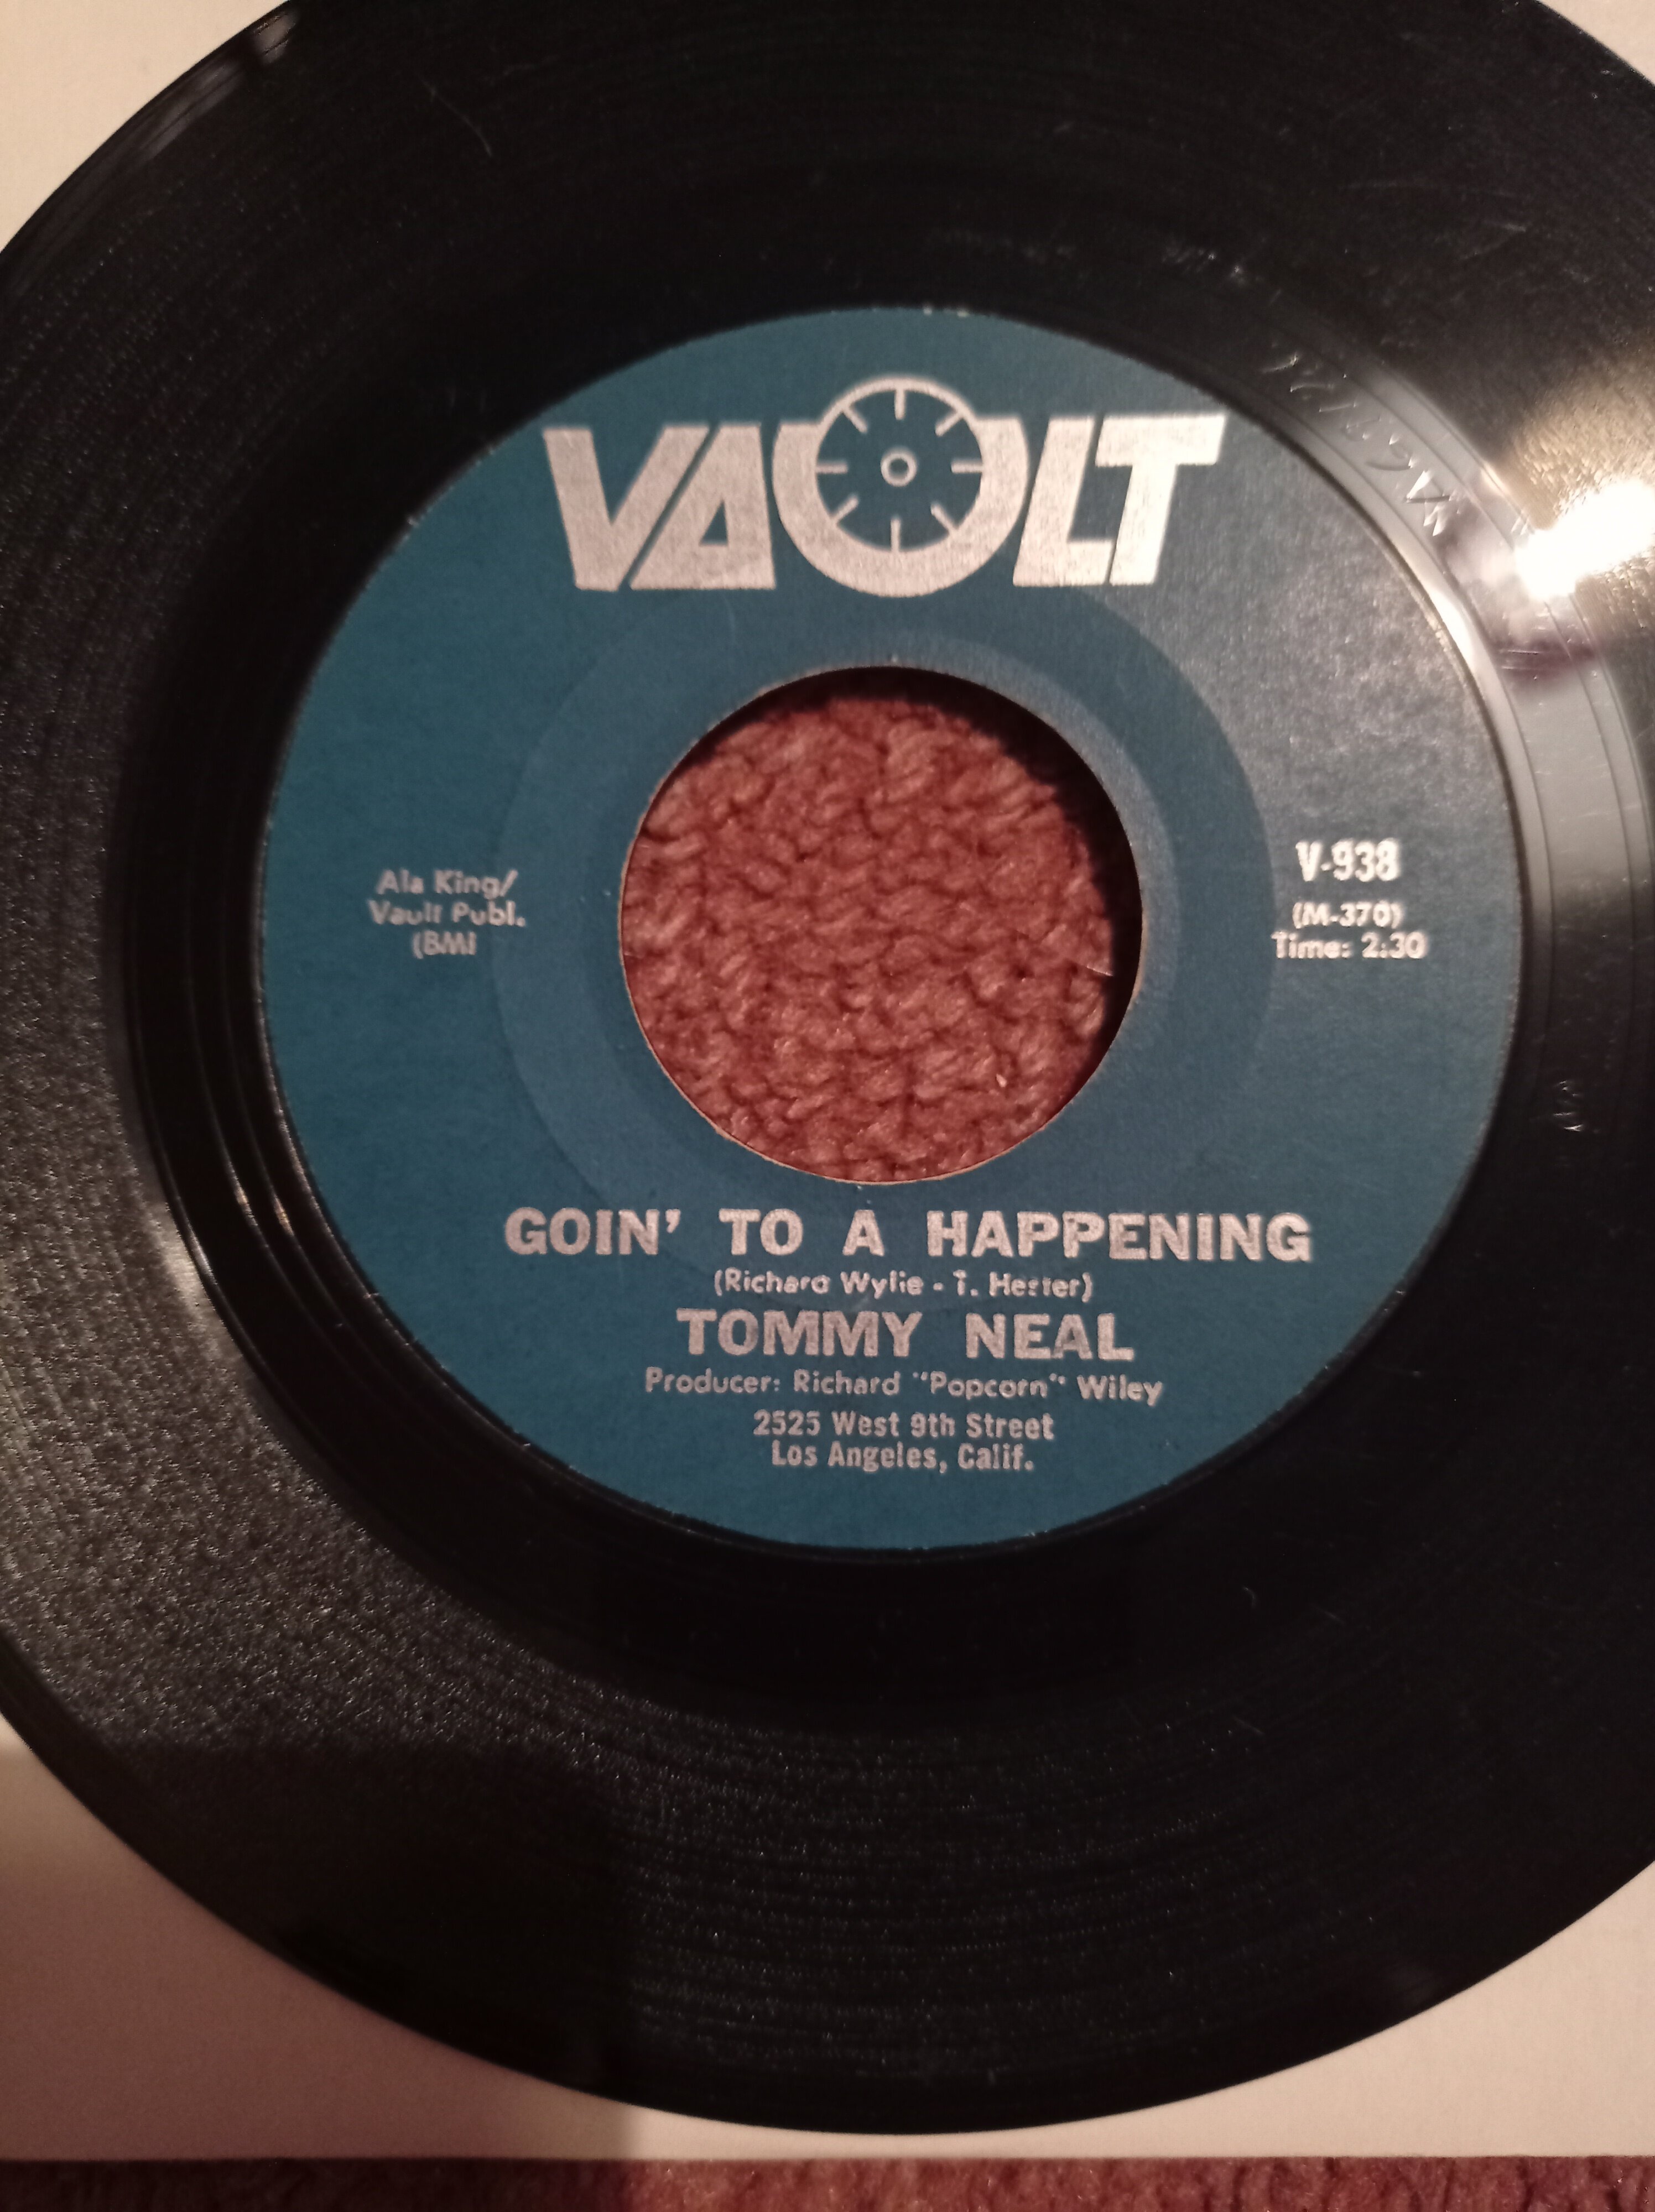 VAULT
Ala King/
Vault Publ.
(BMI
V-938
(M-370)
Time: 2:30
GOIN' TO A HAPPENING
(Richard Wylie - T. Hester)
TOMMY NEAL
Producer: Richard "Popcorn" Wiley
2525 West 9th Street
Los Angeles, Calif.